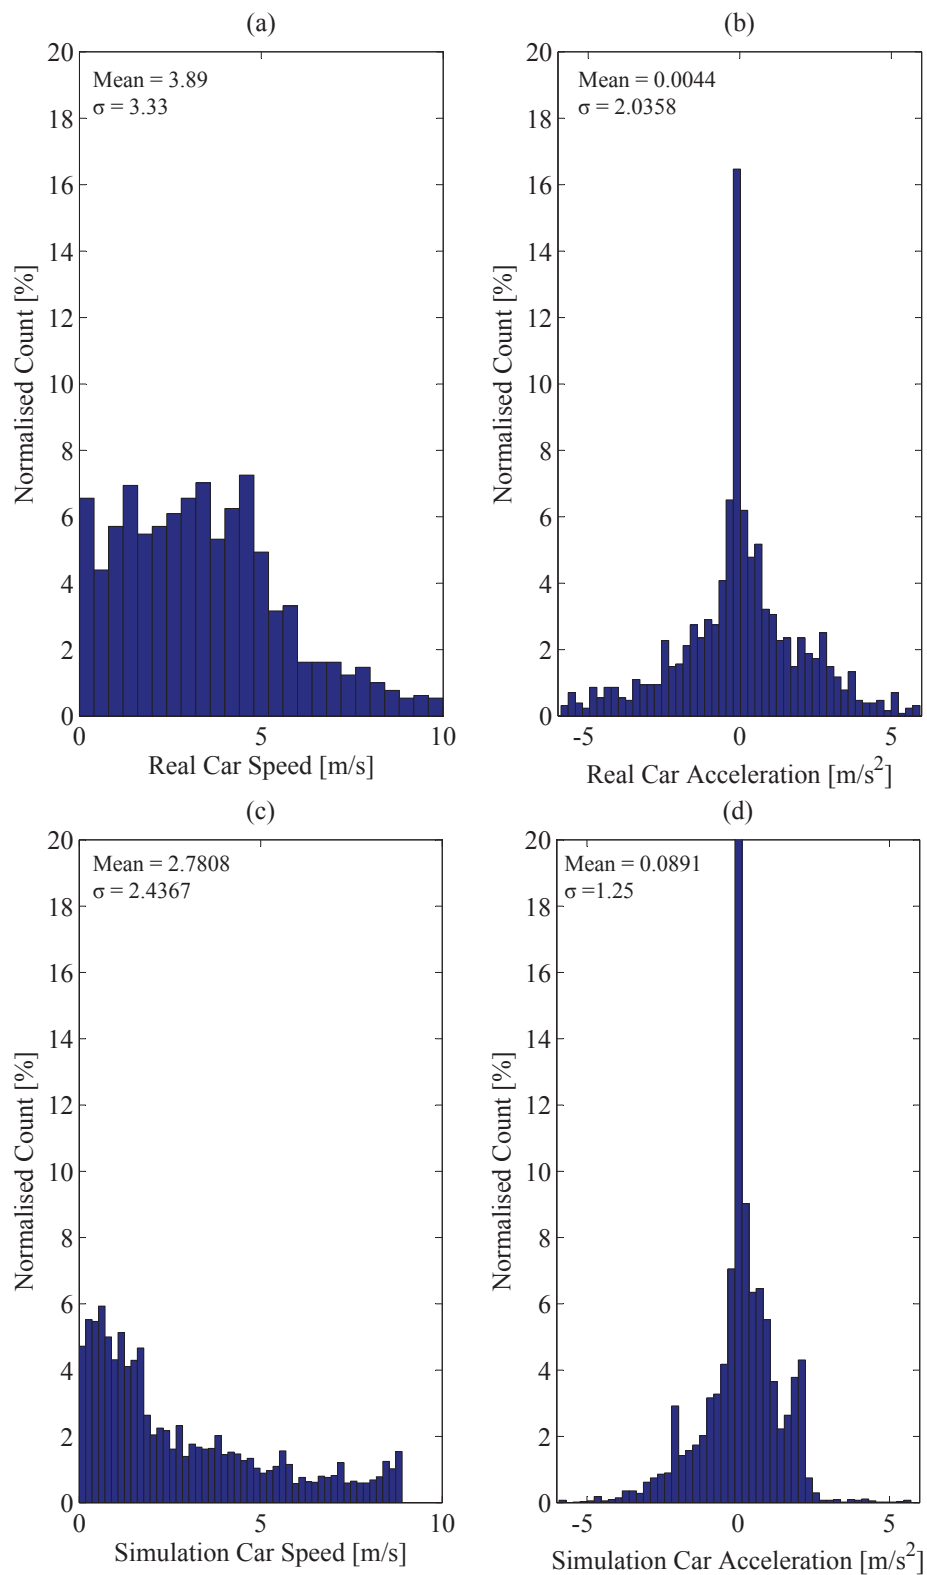 (a)
Mean = 3.89
σ = 3.33
20
18
16
14
12
10
8
6
4
2
0
Normalised Count [%]
0
5
10
Real Car Speed [m/s]
(b)
Mean = 0.0044
σ = 2.0358
20
18
16
14
12
10
8
6
4
2
0
Normalised Count [%]
-5
0
5
Real Car Acceleration [m/s²]
(c)
Mean = 2.7808
σ = 2.4367
20
18
16
14
12
10
8
6
4
2
0
Normalised Count [%]
0
5
10
Simulation Car Speed [m/s]
(d)
Mean = 0.0891
σ =1.25
20
18
16
14
12
10
8
6
4
2
0
Normalised Count [%]
-5
0
5
Simulation Car Acceleration [m/s²]